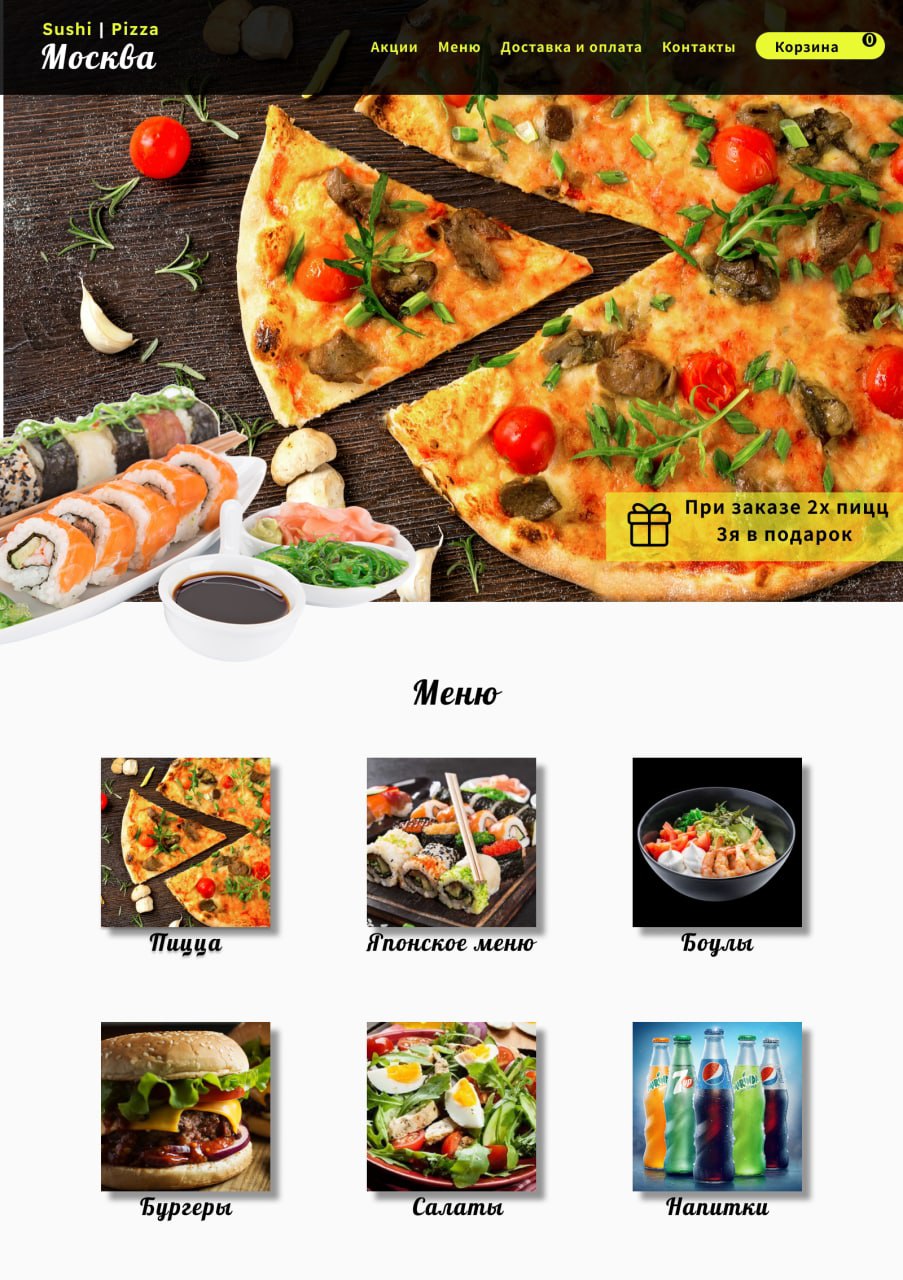 Sushi | Pizza
Москва
Акции Меню Доставка и оплата Контакты Корзина 0
При заказе 2х пицц
3я в подарок
Меню
Пицца Японское меню Боулы
7up
Бургеры Салаты Напитки